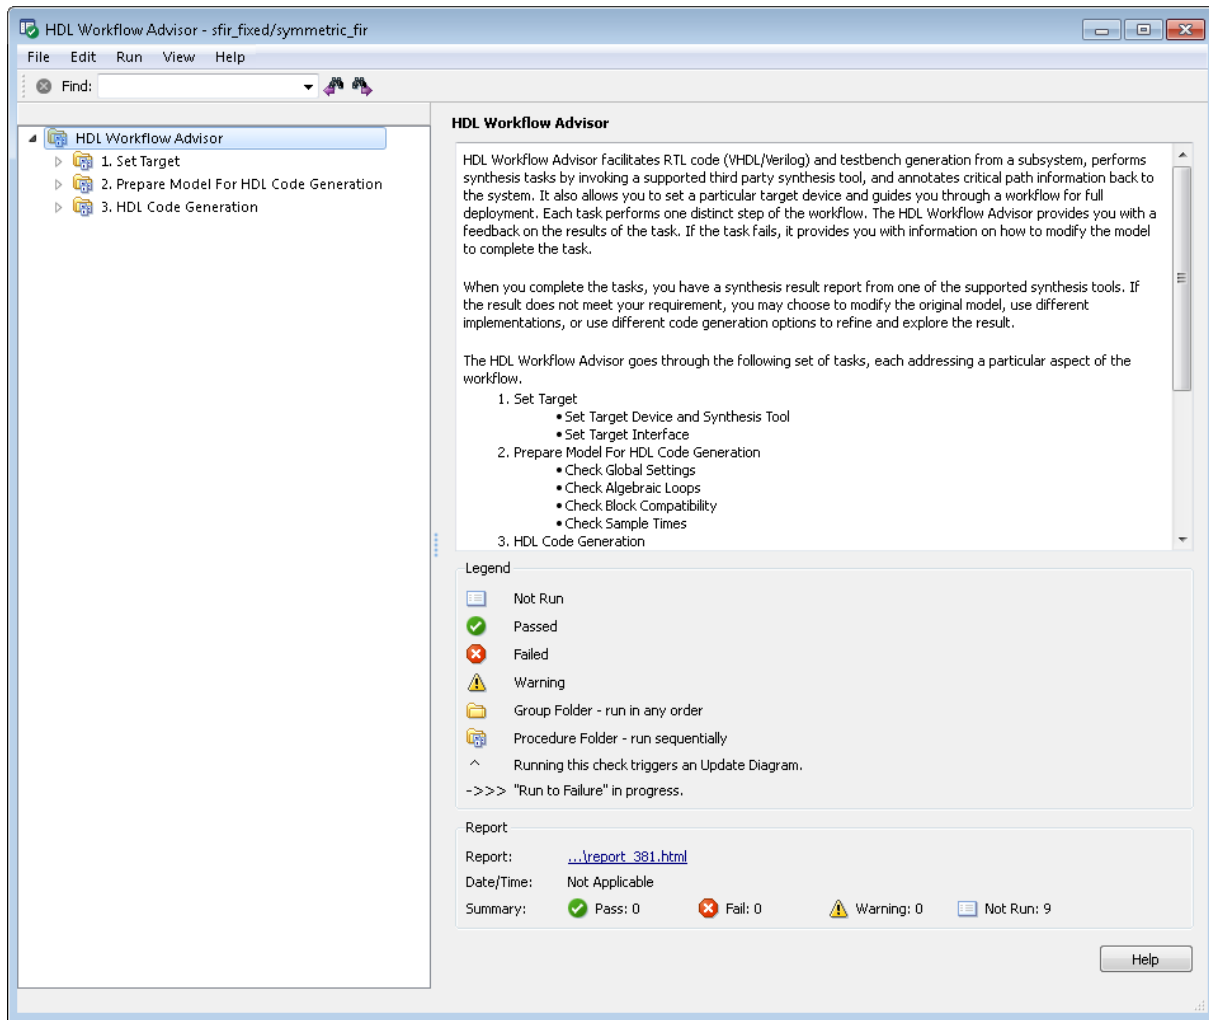 HDL Workflow Advisor - sfir_fixed/symmetric_fir
File Edit Run View Help
Find:
HDL Workflow Advisor
1. Set Target
2. Prepare Model For HDL Code Generation
3. HDL Code Generation
HDL Workflow Advisor
HDL Workflow Advisor facilitates RTL code (VHDL/Verilog) and testbench generation from a subsystem, performs
synthesis tasks by invoking a supported third party synthesis tool, and annotates critical path information back to
the system. It also allows you to set a particular target device and guides you through a workflow for full
deployment. Each task performs one distinct step of the workflow. The HDL Workflow Advisor provides you with a
feedback on the results of the task. If the task fails, it provides you with information on how to modify the model
to complete the task.
When you complete the tasks, you have a synthesis result report from one of the supported synthesis tools. If
the result does not meet your requirement, you may choose to modify the original model, use different
implementations, or use different code generation options to refine and explore the result.
The HDL Workflow Advisor goes through the following set of tasks, each addressing a particular aspect of the
workflow.
1. Set Target
• Set Target Device and Synthesis Tool
• Set Target Interface
2. Prepare Model For HDL Code Generation
• Check Global Settings
• Check Algebraic Loops
• Check Block Compatibility
• Check Sample Times
3. HDL Code Generation
Legend
Not Run
Passed
Failed
Warning
Group Folder - run in any order
Procedure Folder - run sequentially
^ Running this check triggers an Update Diagram.
->>> "Run to Failure" in progress.
Report
Report: ...\report_381.html
Date/Time: Not Applicable
Summary: Pass: 0 Fail: 0 Warning: 0 Not Run: 9
Help